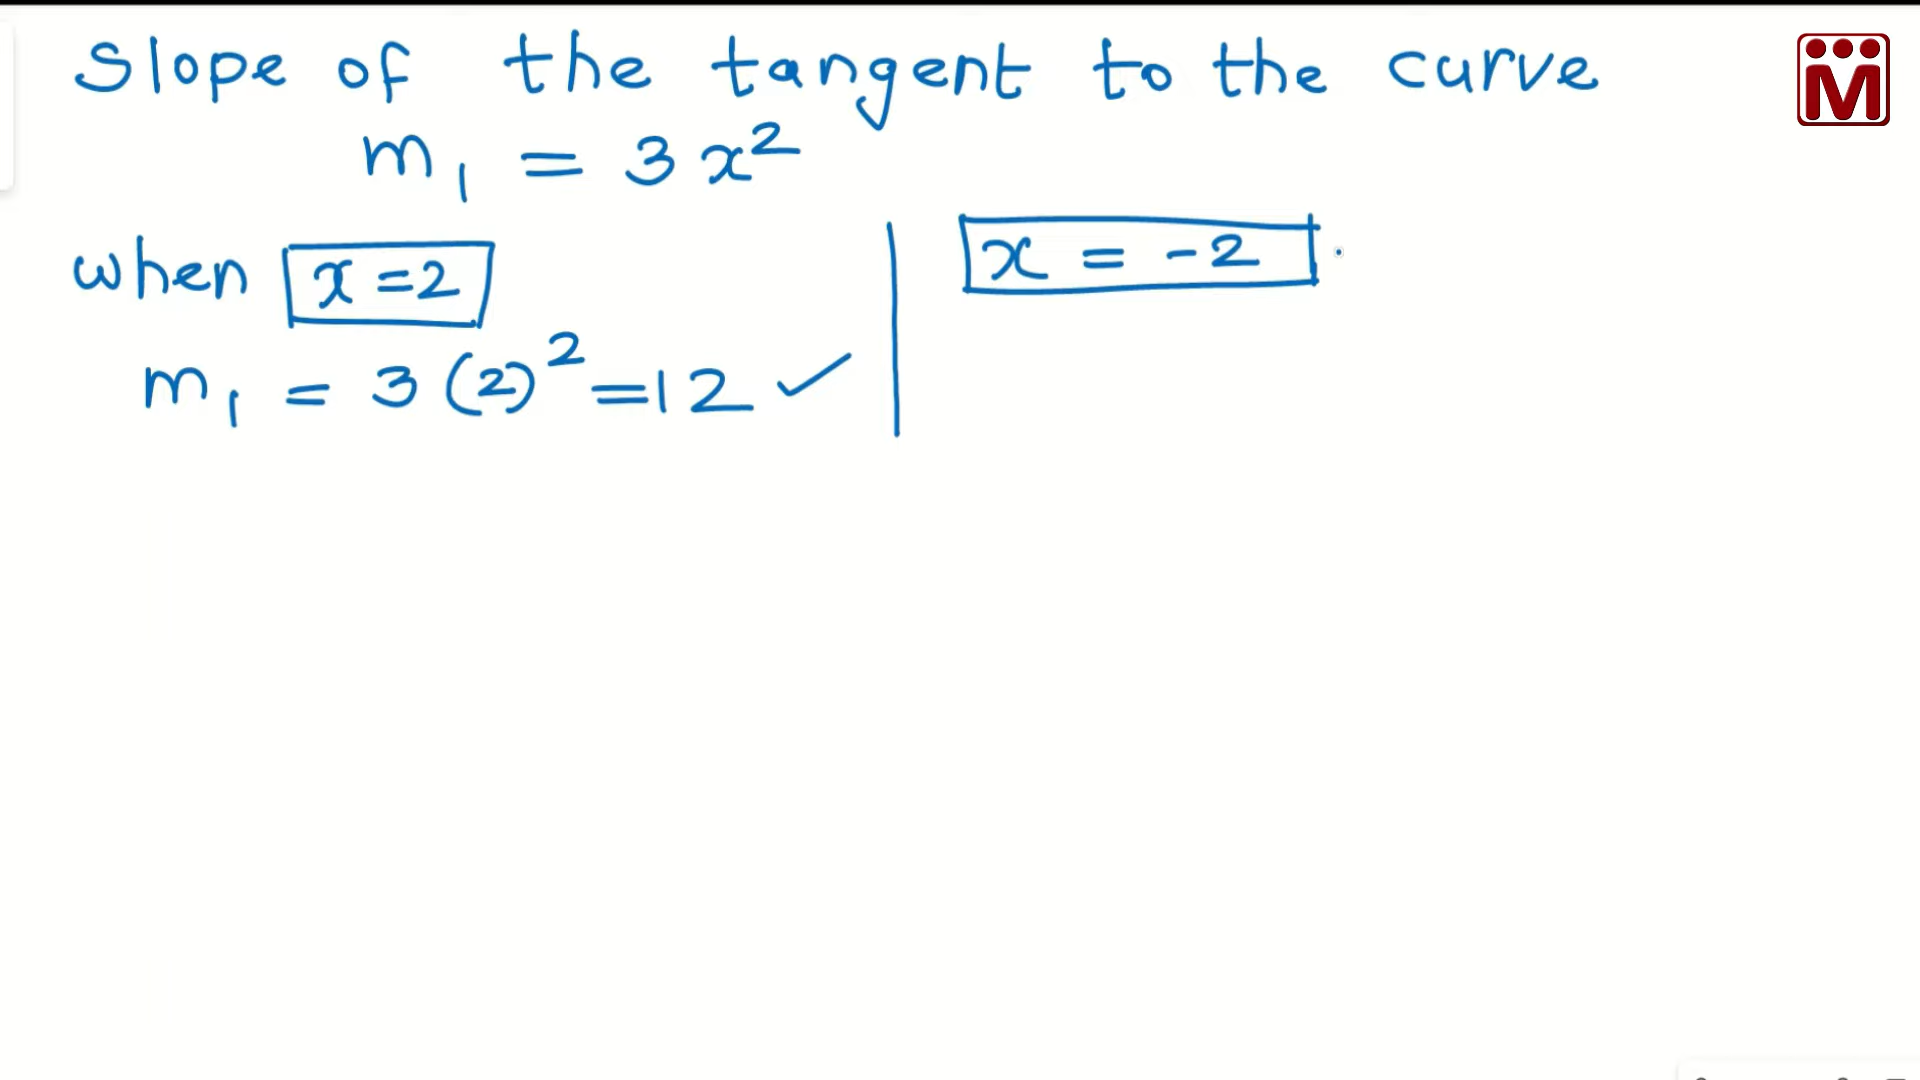 Slope of the tangent to the curve
m₁ = 3x²
when x = 2
m₁ = 3(2)² = 12 ✓
x = -2
M